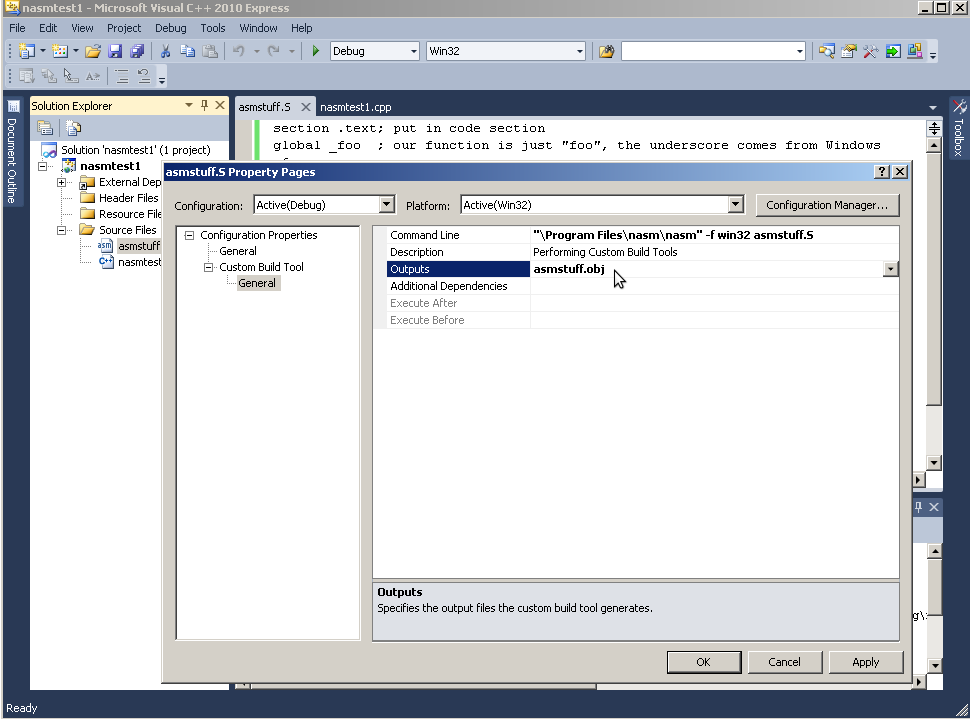 nasmtest1 - Microsoft Visual C++ 2010 Express
File Edit View Project Debug Tools Window Help
Debug Win32
Solution Explorer
asmstuff.S nasmtest1.cpp
Document Outline
Toolbox
Solution 'nasmtest1' (1 project)
nasmtest1
External Dep
Header Files
Resource File
Source Files
asmstuff
nasmtest
section .text; put in code section
global _foo ; our function is just "foo", the underscore comes from Windows
asmstuff.S Property Pages
Configuration: Active(Debug) Platform: Active(Win32) Configuration Manager...
Configuration Properties
General
Custom Build Tool
General
Command Line "\Program Files\nasm\nasm" -f win32 asmstuff.S
Description Performing Custom Build Tools
Outputs asmstuff.obj
Additional Dependencies
Execute After
Execute Before
Outputs
Specifies the output files the custom build tool generates.
OK Cancel Apply
Ready